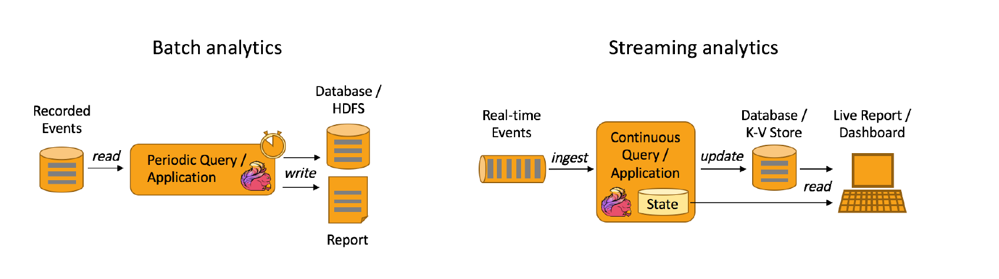 Batch analytics
Recorded
Events
read
Periodic Query /
Application
write
Database /
HDFS
Report
Streaming analytics
Real-time
Events
ingest
Continuous
Query /
Application
State
update
Database /
K-V Store
read
Live Report /
Dashboard